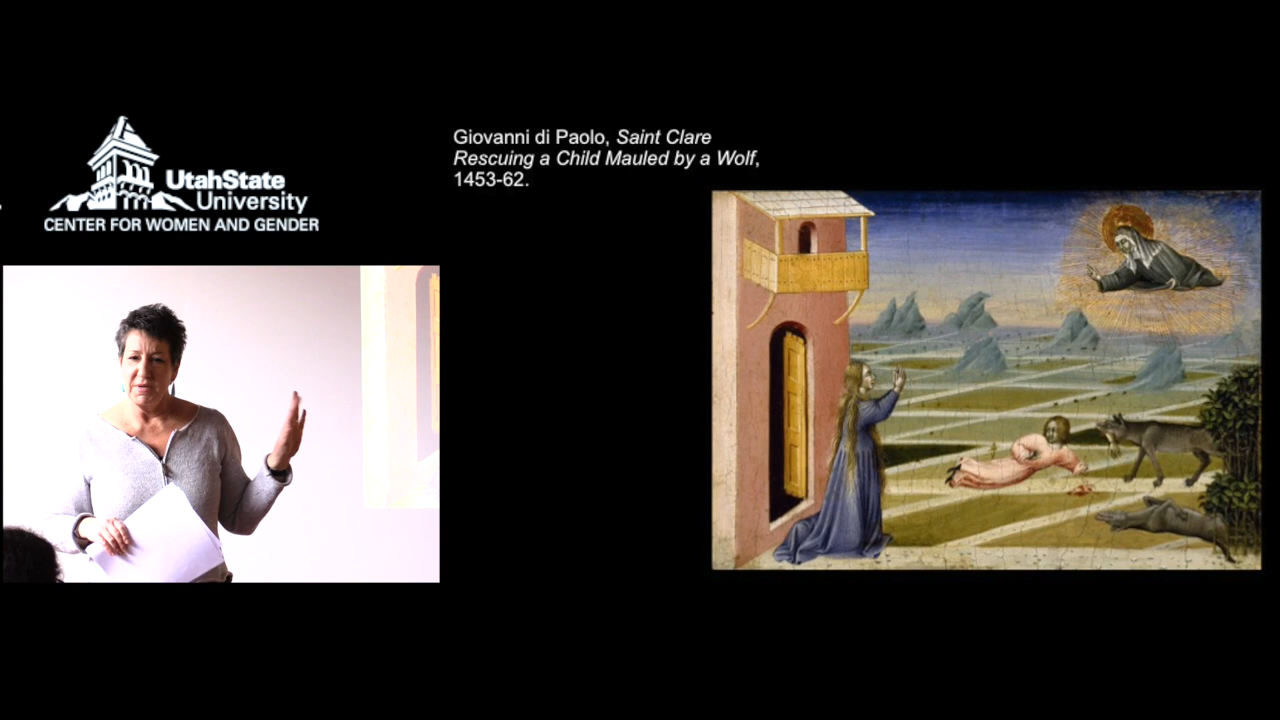 UtahState
University
CENTER FOR WOMEN AND GENDER
Giovanni di Paolo, Saint Clare
Rescuing a Child Mauled by a Wolf,
1453-62.